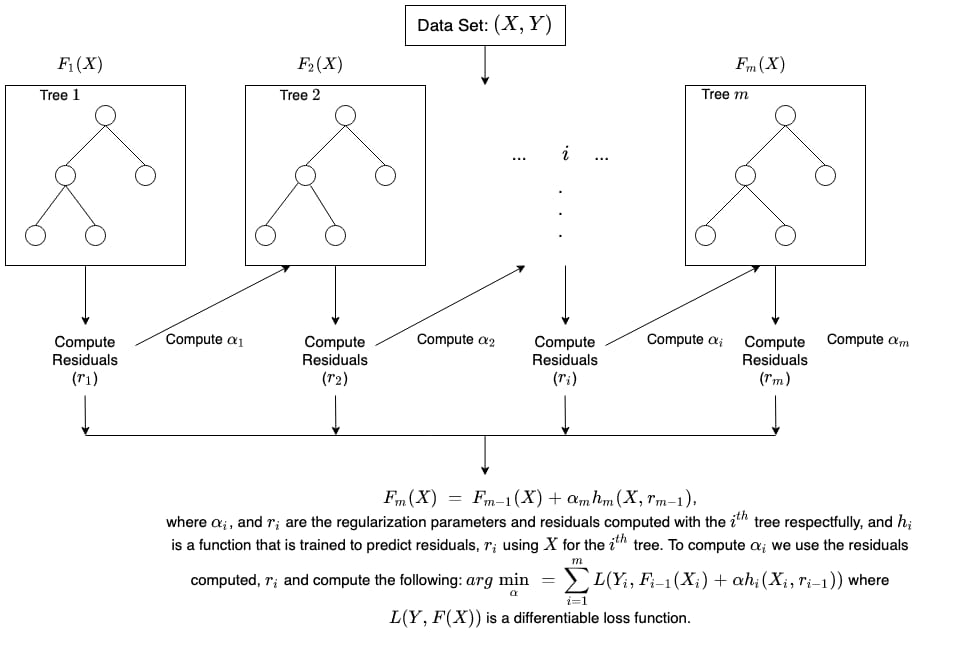 Data Set: (X, Y)
F₁(X)
F₂(X)
Fₘ(X)
Tree 1
Tree 2
Tree m
... i ...
.
.
.
Compute
Residuals
(r₁)
Compute α₁
Compute
Residuals
(r₂)
Compute α₂
Compute
Residuals
(rᵢ)
Compute αᵢ
Compute
Residuals
(rₘ)
Compute αₘ
Fₘ(X) = Fₘ₋₁(X) + αₘhₘ(X, rₘ₋₁),
where αᵢ, and rᵢ are the regularization parameters and residuals computed with the iᵗʰ tree respectfully, and hᵢ
is a function that is trained to predict residuals, rᵢ using X for the iᵗʰ tree. To compute αᵢ we use the residuals
computed, rᵢ and compute the following: arg min_α = ∑_{i=1}^{m} L(Yᵢ, Fᵢ₋₁(Xᵢ) + αhᵢ(Xᵢ, rᵢ₋₁)) where
L(Y, F(X)) is a differentiable loss function.